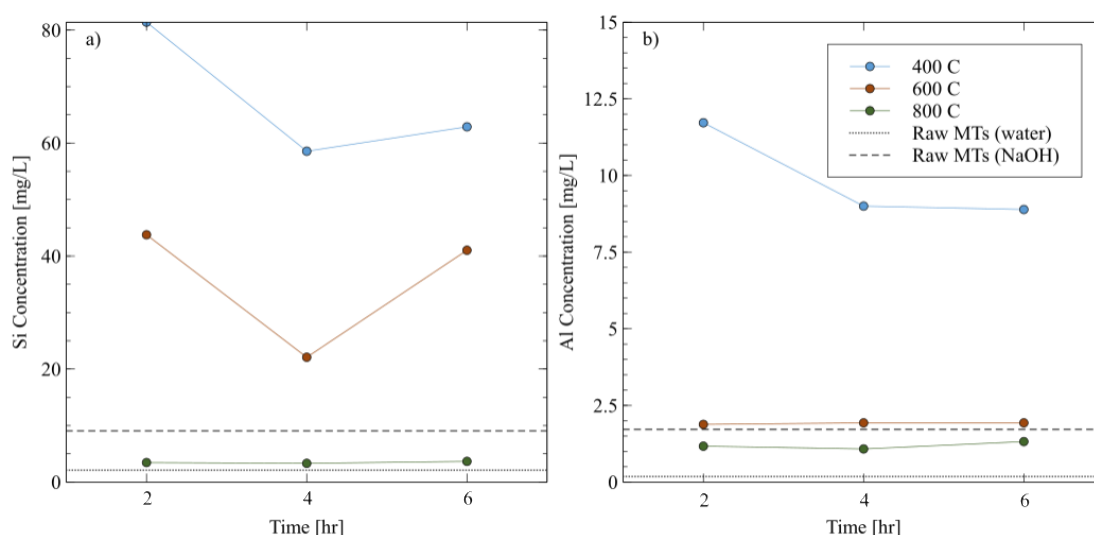 a)
80
60
40
20
0
2 4 6
Time [hr]
Si Concentration [mg/L]
b)
15
12.5
10
7.5
5
2.5
0
2 4 6
Time [hr]
Al Concentration [mg/L]
400 C
600 C
800 C
Raw MTs (water)
Raw MTs (NaOH)